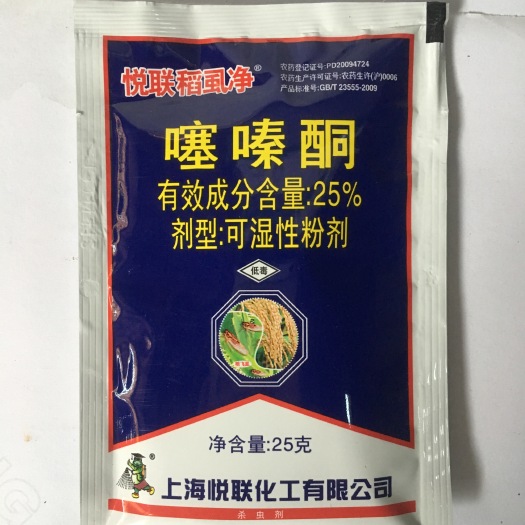 悦联稻虱净®
农药登记证号:PD20094724
农药生产许可证号:农药生许(沪)0006
产品标准号:GB/T 23555-2009
噻嗪酮
有效成分含量:25%
剂型:可湿性粉剂
低毒
净含量:25克
®
上海悦联化工有限公司
杀虫剂